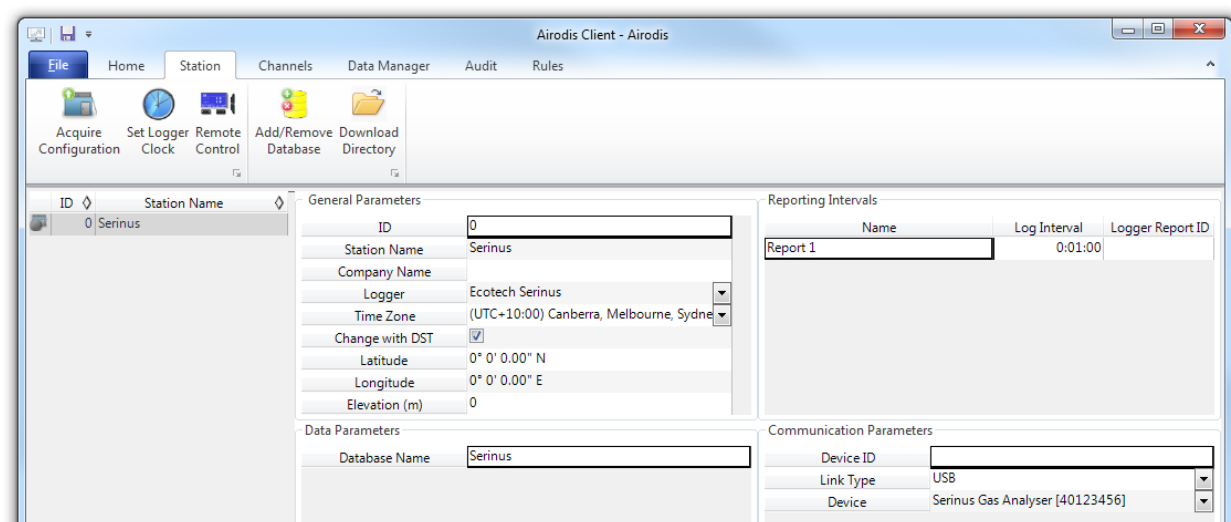 Airodis Client - Airodis
File Home Station Channels Data Manager Audit Rules
Acquire Configuration
Set Logger Clock
Remote Control
Add/Remove Database
Download Directory
ID Station Name
0 Serinus
General Parameters
ID 0
Station Name Serinus
Company Name
Logger Ecotech Serinus
Time Zone (UTC+10:00) Canberra, Melbourne, Sydne
Change with DST
Latitude 0° 0' 0.00" N
Longitude 0° 0' 0.00" E
Elevation (m) 0
Data Parameters
Database Name Serinus
Reporting Intervals
Name Log Interval Logger Report ID
Report 1 0:01:00
Communication Parameters
Device ID
Link Type USB
Device Serinus Gas Analyser [40123456]